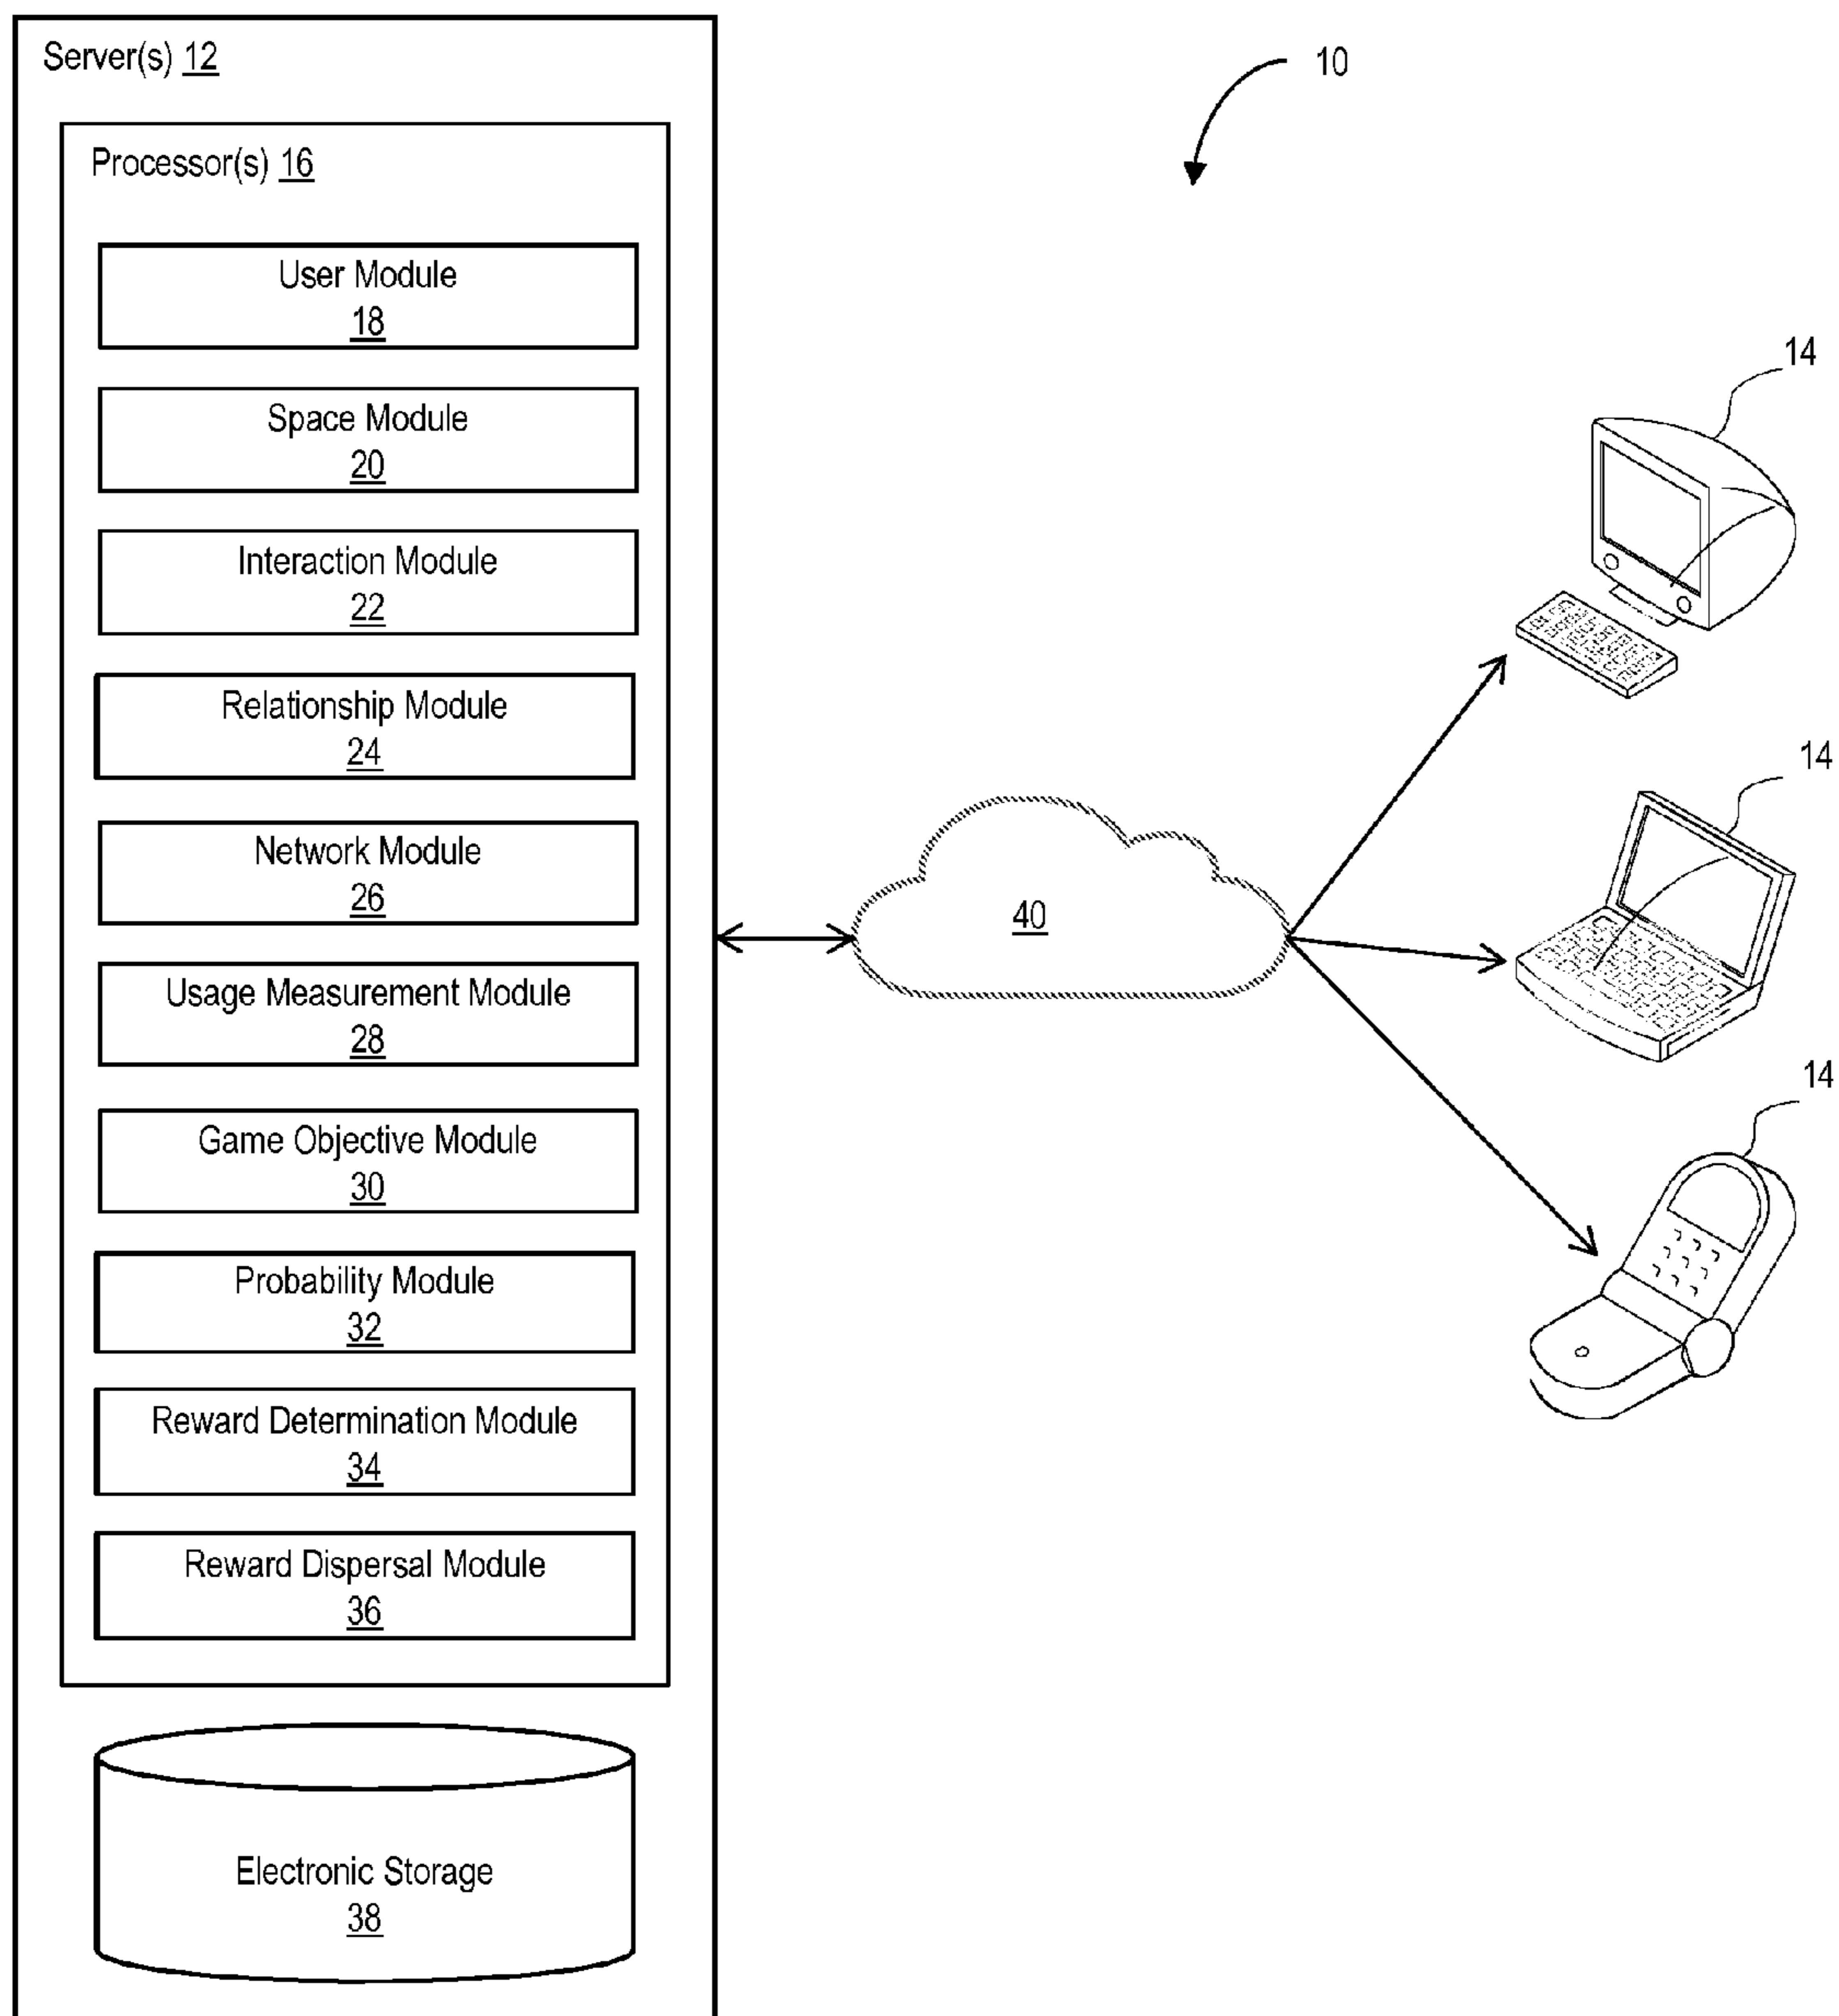 Server(s) 12
10
Processor(s) 16
User Module
18
Space Module
20
Interaction Module
22
Relationship Module
24
Network Module
26
Usage Measurement Module
28
Game Objective Module
30
Probability Module
32
Reward Determination Module
34
Reward Dispersal Module
36
Electronic Storage
38
40
14
14
14